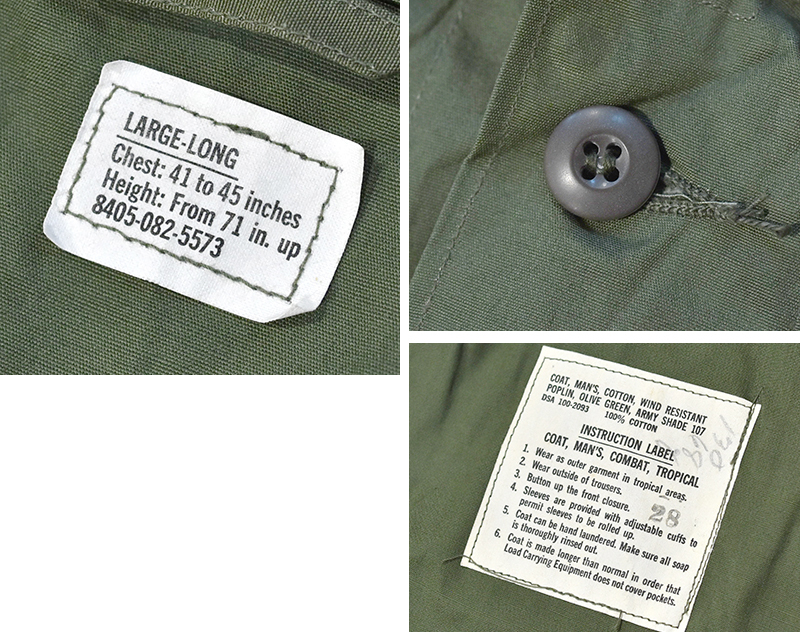 LARGE-LONG
Chest: 41 to 45 inches
Height: From 71 in. up
8405-082-5573
COAT, MAN'S, COTTON, WIND RESISTANT
POPLIN, OLIVE GREEN, ARMY SHADE 107
DSA 100-2093 100% COTTON
INSTRUCTION LABEL
COAT, MAN'S, COMBAT, TROPICAL
1. Wear as outer garment in tropical areas.
2. Wear outside of trousers.
3. Button up the front closure.
4. Sleeves are provided with adjustable cuffs to
permit sleeves to be rolled up.
28
5. Coat can be hand laundered. Make sure all soap
is thoroughly rinsed out.
6. Coat is made longer than normal in order that
Load Carrying Equipment does not cover pockets.